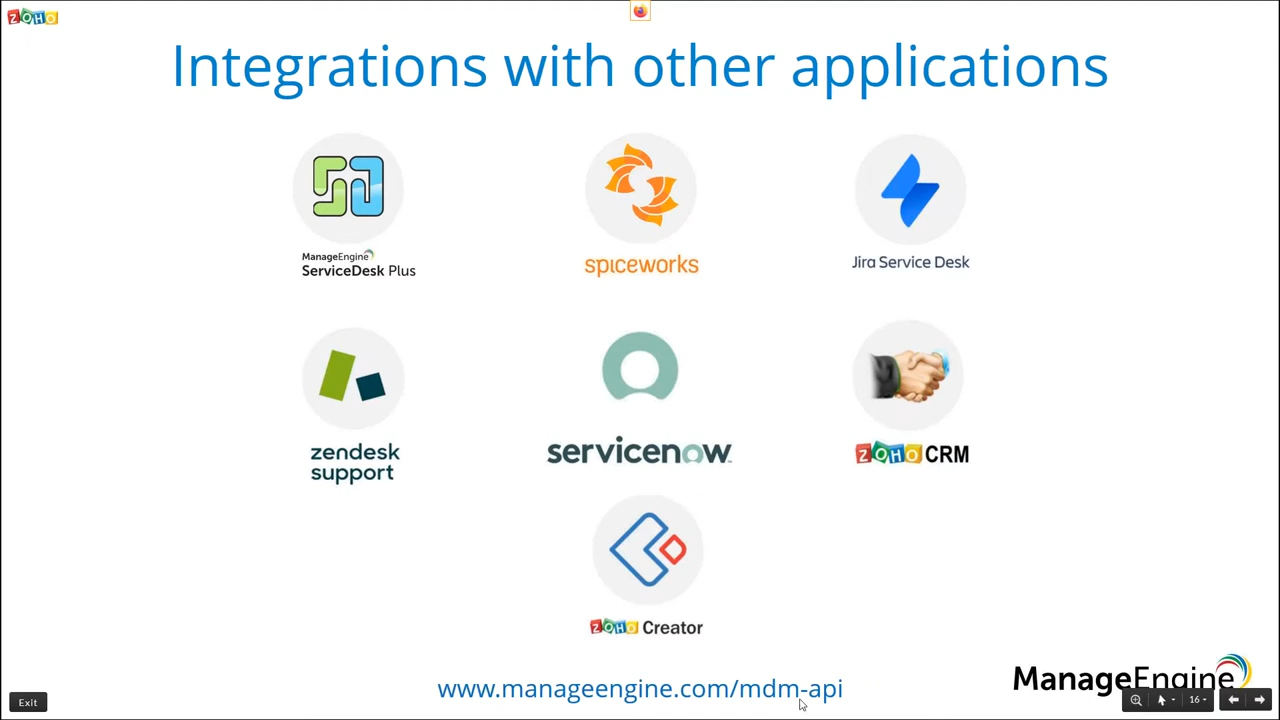 ZOHO
Integrations with other applications
ManageEngine
ServiceDesk Plus
spiceworks
Jira Service Desk
zendesk
support
servicenow™
ZOHO CRM
ZOHO Creator
www.manageengine.com/mdm-api
ManageEngine
Exit
16